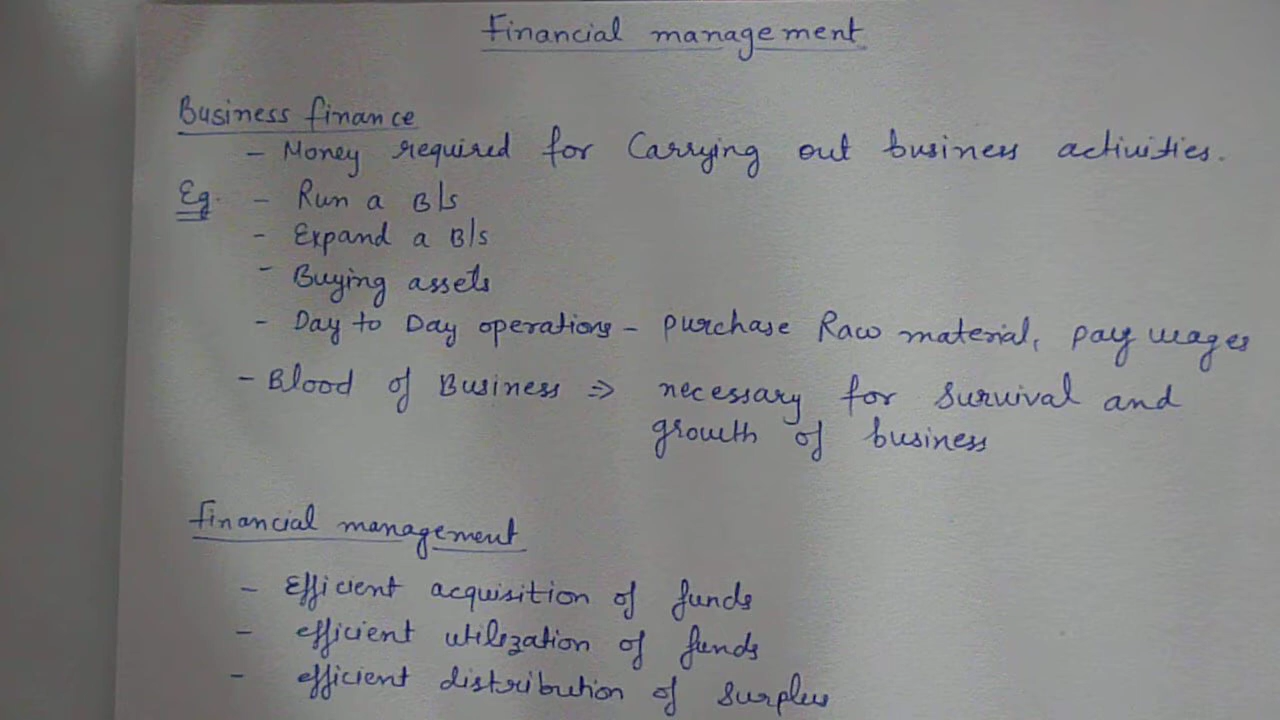 Financial management
Business finance
- Money required for Carrying out business activities.
Eg. - Run a B/s
- Expand a B/s
- Buying assets
- Day to Day operations - purchase Raw material, pay wages
- Blood of Business ⇒ necessary for survival and
growth of business
financial management
- Efficient acquisition of funds
- efficient utilization of funds
- efficient distribution of surplus